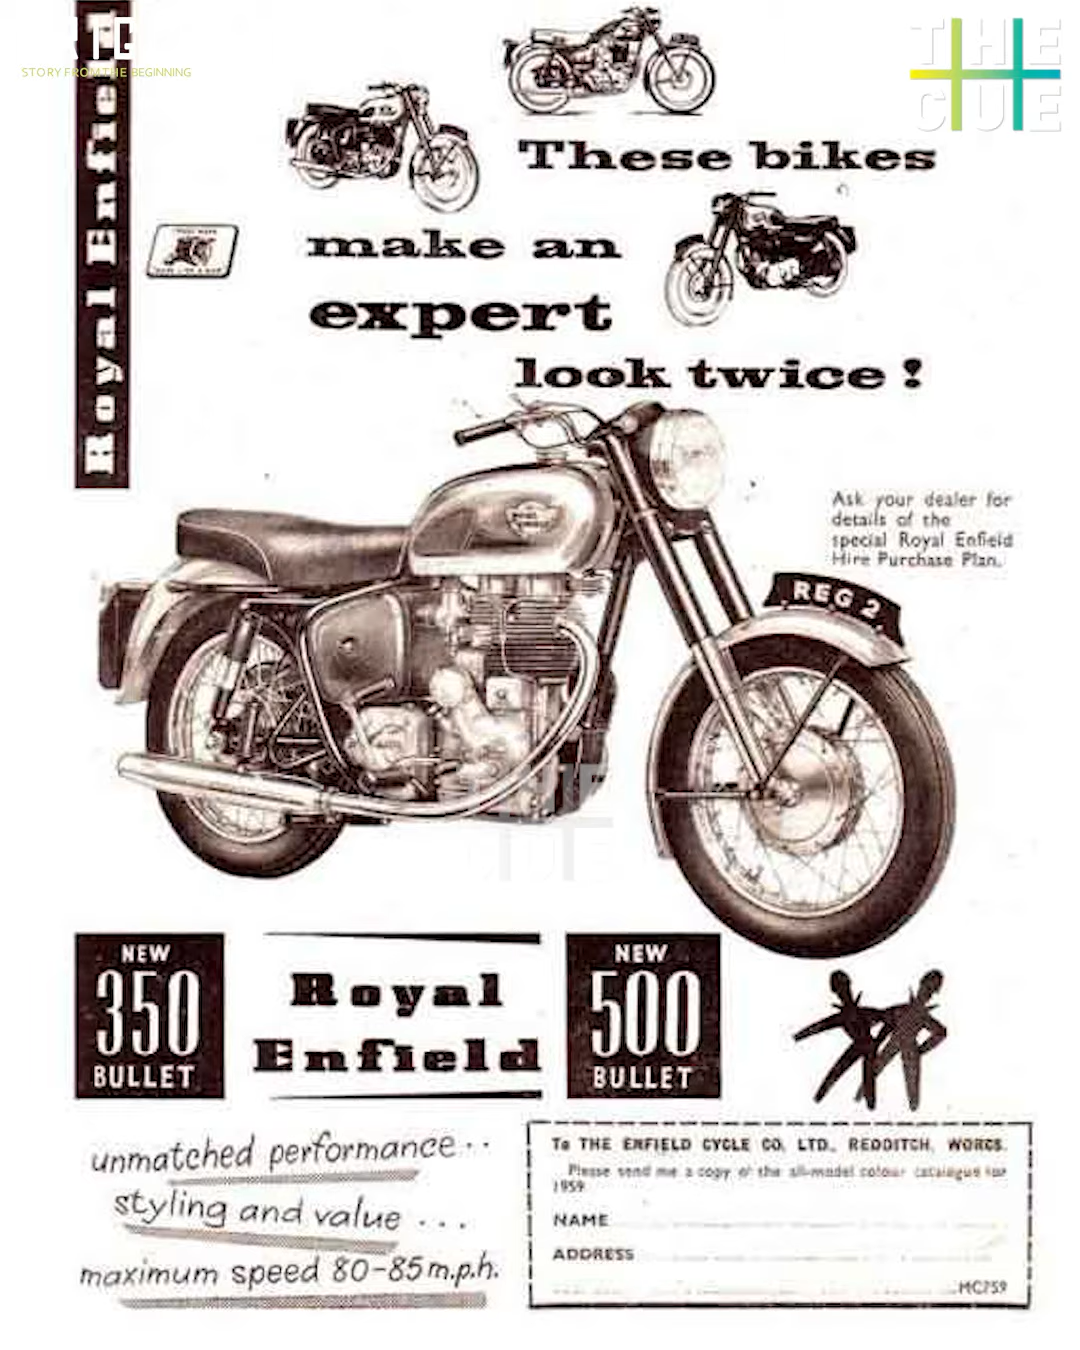 STORY FROM THE BEGINNING
THE
CUE
Royal Enfield
These bikes
make an
expert
look twice !
Ask your dealer for
details of the
special Royal Enfield
Hire Purchase Plan.
REG 2
NEW
350
BULLET
Royal
Enfield
NEW
500
BULLET
unmatched performance...
styling and value ...
maximum speed 80-85 m.p.h.
To THE ENFIELD CYCLE CO. LTD., REDDITCH, WORCS.
Please send me a copy of the all-model colour catalogue for
1959
NAME
ADDRESS
MC759